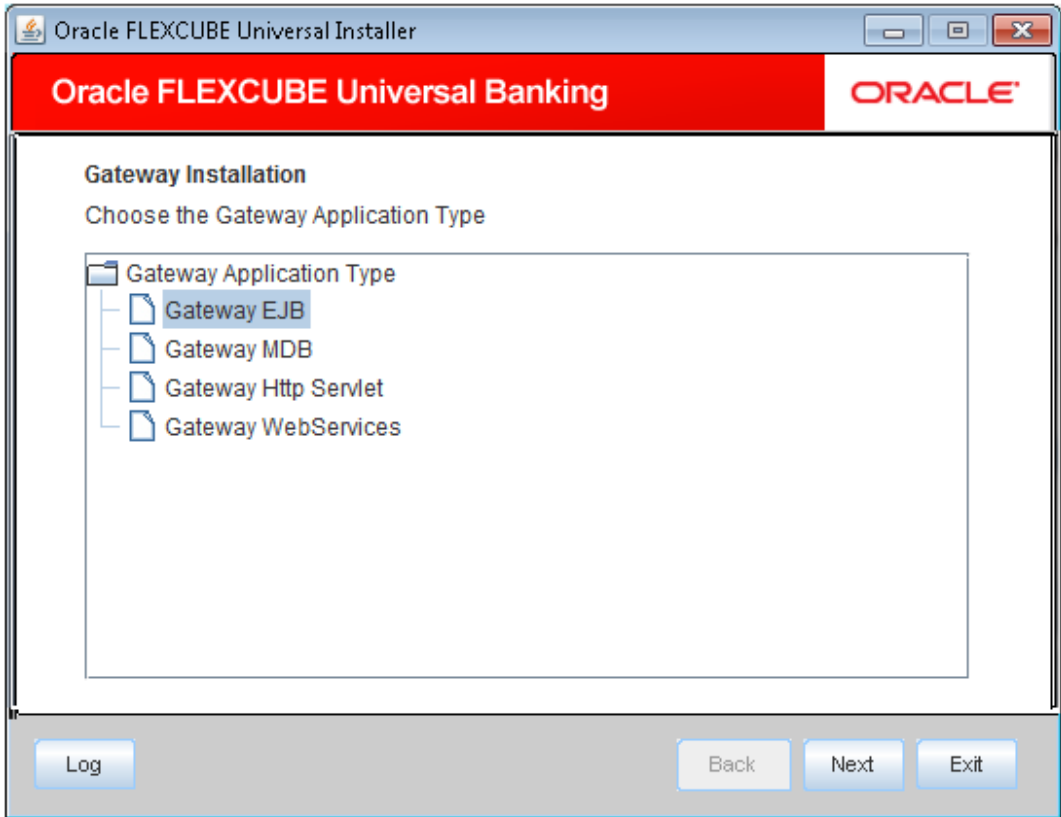 Oracle FLEXCUBE Universal Installer
Oracle FLEXCUBE Universal Banking
ORACLE
Gateway Installation
Choose the Gateway Application Type
Gateway Application Type
Gateway EJB
Gateway MDB
Gateway Http Servlet
Gateway WebServices
Log Back Next Exit